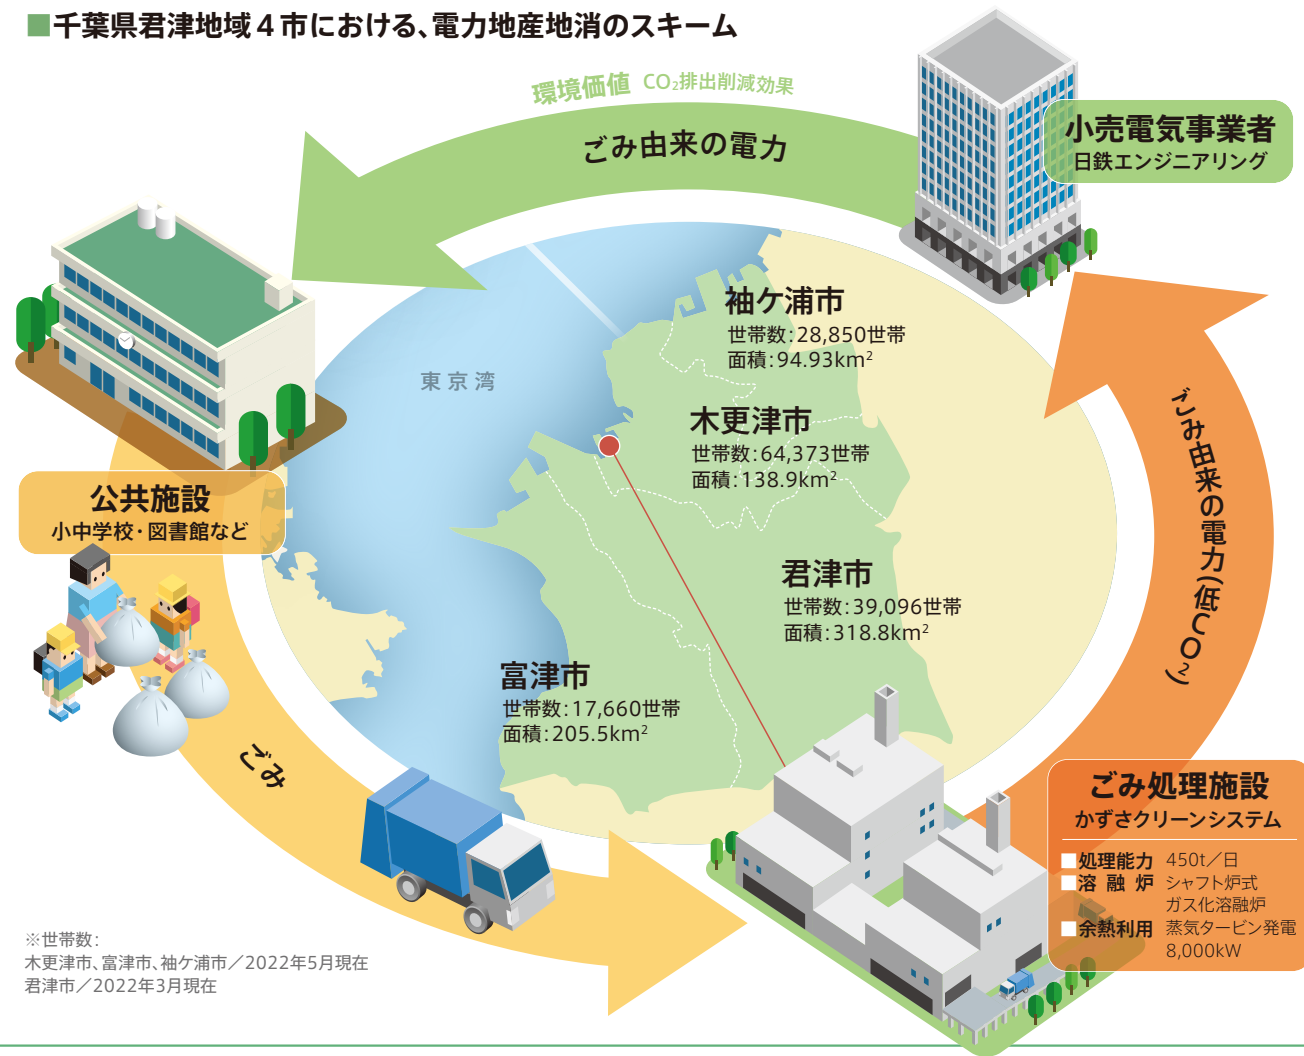 ■千葉県君津地域4市における、電力地産地消のスキーム
環境価値 CO₂排出削減効果
ごみ由来の電力
小売電気事業者
日鉄エンジニアリング
袖ケ浦市
世帯数:28,850世帯
面積:94.93km²
東京湾
木更津市
世帯数:64,373世帯
面積:138.9km²
ごみ由来の電力(低CO₂)
公共施設
小中学校・図書館など
君津市
世帯数:39,096世帯
面積:318.8km²
富津市
世帯数:17,660世帯
面積:205.5km²
ごみ
ごみ処理施設
かずさクリーンシステム
■処理能力 450t/日
■溶融炉 シャフト炉式
ガス化溶融炉
■余熱利用 蒸気タービン発電
8,000kW
※世帯数:
木更津市、富津市、袖ケ浦市/2022年5月現在
君津市/2022年3月現在